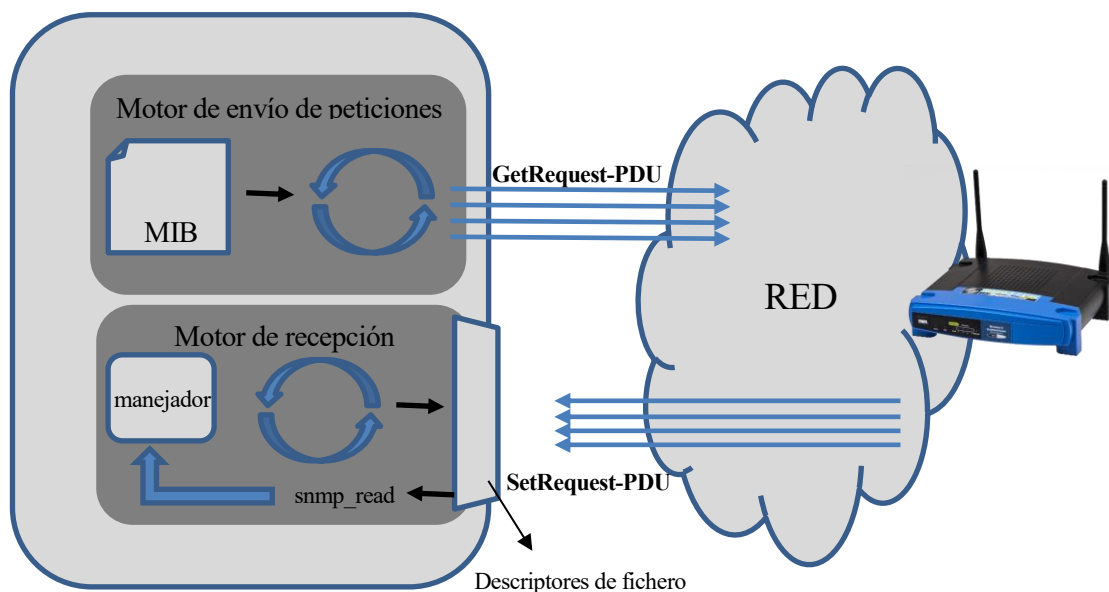 Motor de envío de peticiones
MIB
GetRequest-PDU
RED
Motor de recepción
manejador
snmp_read
SetRequest-PDU
Descriptores de fichero